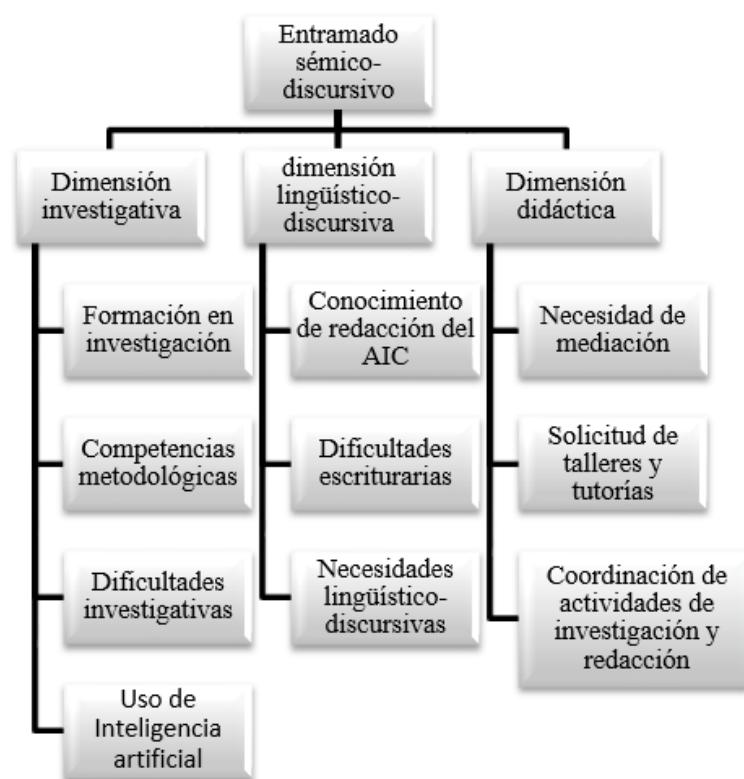 Entramado
sémico-
discursivo
Dimensión
investigativa
dimensión
lingüístico-
discursiva
Dimensión
didáctica
Formación en
investigación
Competencias
metodológicas
Dificultades
investigativas
Uso de
Inteligencia
artificial
Conocimiento
de redacción del
AIC
Dificultades
escriturarias
Necesidades
lingüístico-
discursivas
Necesidad de
mediación
Solicitud de
talleres y
tutorías
Coordinación de
actividades de
investigación y
redacción